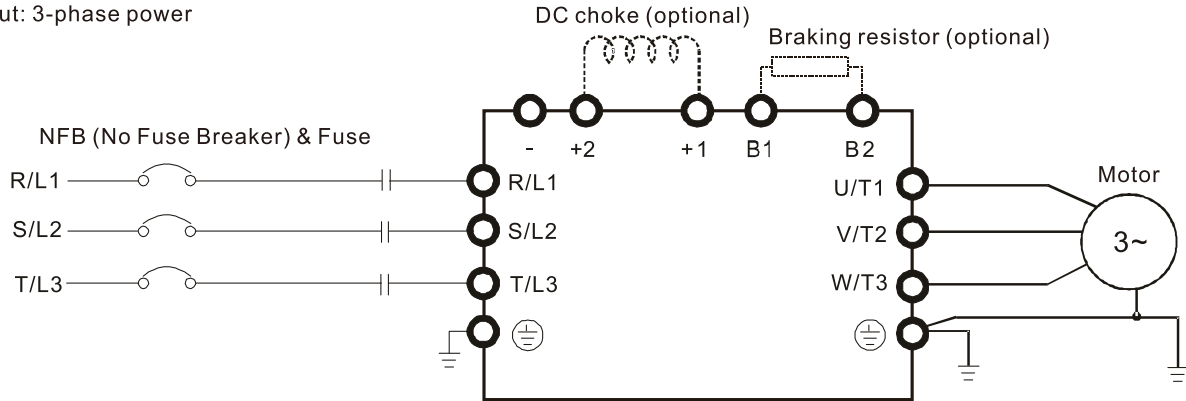 ut: 3-phase power
DC choke (optional)
Braking resistor (optional)
NFB (No Fuse Breaker) & Fuse
- +2 +1 B1 B2
R/L1 R/L1 U/T1 Motor
S/L2 S/L2 V/T2 3~
T/L3 T/L3 W/T3